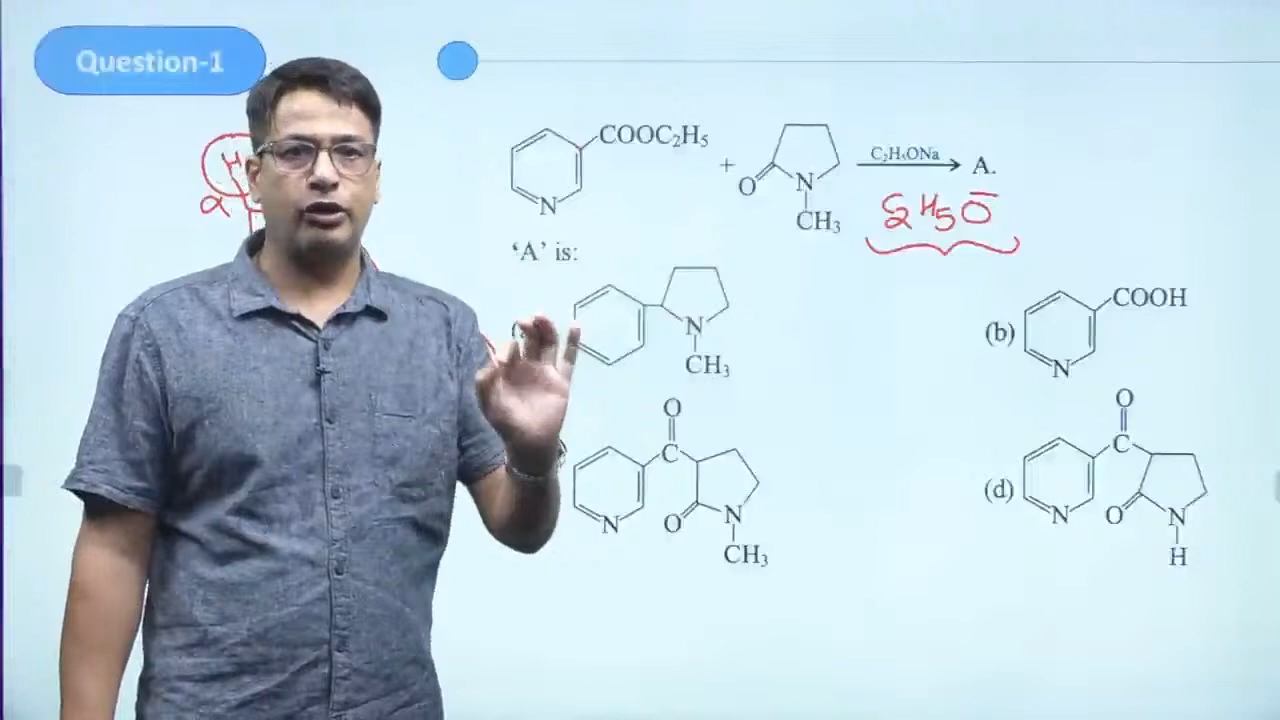 Question-1
COOC₂H₅
+
N
O
N
CH₃
C₂H₅ONa
A.
H
α
C₂H₅O⁻
‘A’ is:
N
CH₃
(b)
COOH
N
O
C
N
O
N
CH₃
(d)
O
C
N
O
N
H